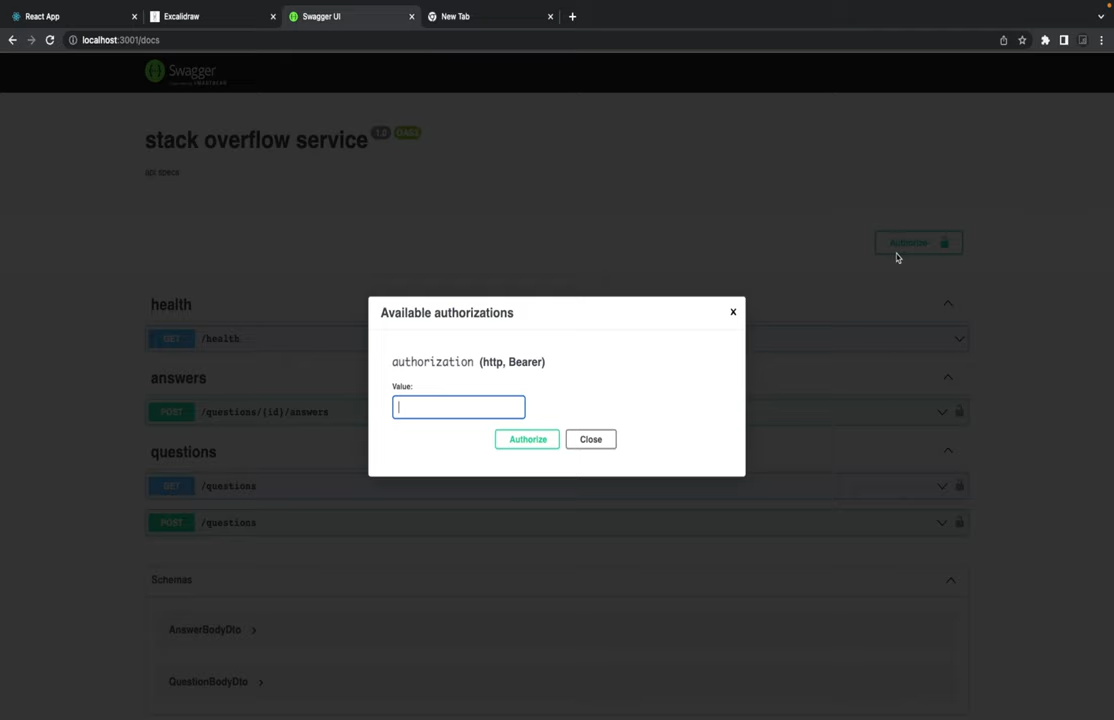 React App
Excalidraw
Swagger UI
New Tab
localhost:3001/docs
Swagger
stack overflow service 1.0 OAS3
api specs
Authorize
Available authorizations
x
authorization (http, Bearer)
Value:
Authorize Close
health
GET /health
answers
POST /questions/{id}/answers
questions
GET /questions
POST /questions
Schemas
AnswerBodyDto
QuestionBodyDto